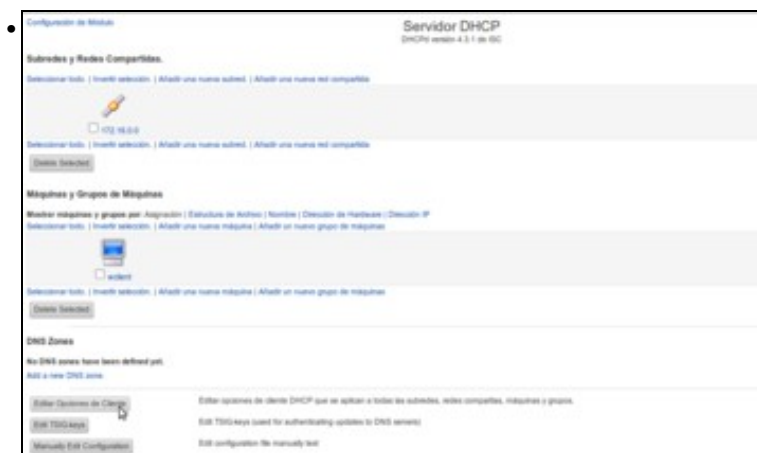 Configuración de Módulo
Servidor DHCP
DHCPd versión 4.3.1 de ISC
Subredes y Redes Compartidas.
Seleccionar todo. | Invertir selección. | Añadir una nueva subred. | Añadir una nueva red compartida
172.16.0.0
Seleccionar todo. | Invertir selección. | Añadir una nueva subred. | Añadir una nueva red compartida
Delete Selected
Máquinas y Grupos de Máquinas
Mostrar máquinas y grupos por: Asignación | Estructura de Archivo | Nombre | Dirección de Hardware | Dirección IP
Seleccionar todo. | Invertir selección. | Añadir una nueva máquina | Añadir un nuevo grupo de máquinas
Seleccionar todo. | Invertir selección. | Añadir una nueva máquina | Añadir un nuevo grupo de máquinas
Delete Selected
DNS Zones
No DNS zones have been defined yet.
Add a new DNS zone.
Editar Opciones de Cliente Editar opciones de cliente DHCP que se aplican a todas las subredes, redes compartias, máquinas y grupos.
Edit TSIG-keys Edit TSIG-keys (used for authenticating updates to DNS servers)
Manually Edit Configuration Edit configuration file manually text